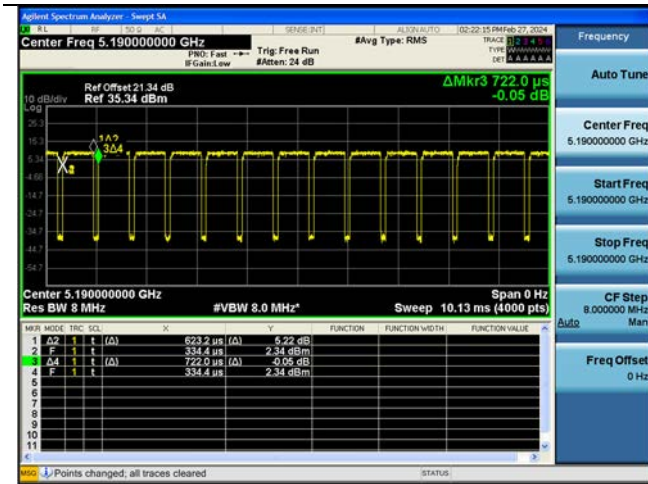 Agilent Spectrum Analyzer - Swept SA
RL RF 50 Ω AC SENSE:INT ALIGN AUTO 02:22:15 PM Feb 27, 2024
Center Freq 5.190000000 GHz
PNO: Fast
IFGain:Low
Trig: Free Run
#Atten: 24 dB
#Avg Type: RMS
TRACE 1 2 3 4 5 6
TYPE
DET A A A A A A
Frequency
Auto Tune
Ref Offset 21.34 dB
Ref 35.34 dBm
10 dB/div
Log
ΔMkr3 722.0 µs
-0.05 dB
25.3
15.3
5.34
-4.66
-14.7
-24.7
-34.7
-44.7
-54.7
1Δ2
3Δ4
Center Freq
5.190000000 GHz
Start Freq
5.190000000 GHz
Stop Freq
5.190000000 GHz
CF Step
8.000000 MHz
Auto Man
Freq Offset
0 Hz
Center 5.190000000 GHz Span 0 Hz
Res BW 8 MHz #VBW 8.0 MHz* Sweep 10.13 ms (4000 pts)
MKR MODE TRC SCL X Y FUNCTION FUNCTION WIDTH FUNCTION VALUE
1 Δ2 1 t (Δ) 623.2 µs (Δ) 5.22 dB
2 F 1 t 334.4 µs 2.34 dBm
3 Δ4 1 t (Δ) 722.0 µs (Δ) -0.05 dB
4 F 1 t 334.4 µs 2.34 dBm
5
6
7
8
9
10
11
MSG Points changed; all traces cleared STATUS